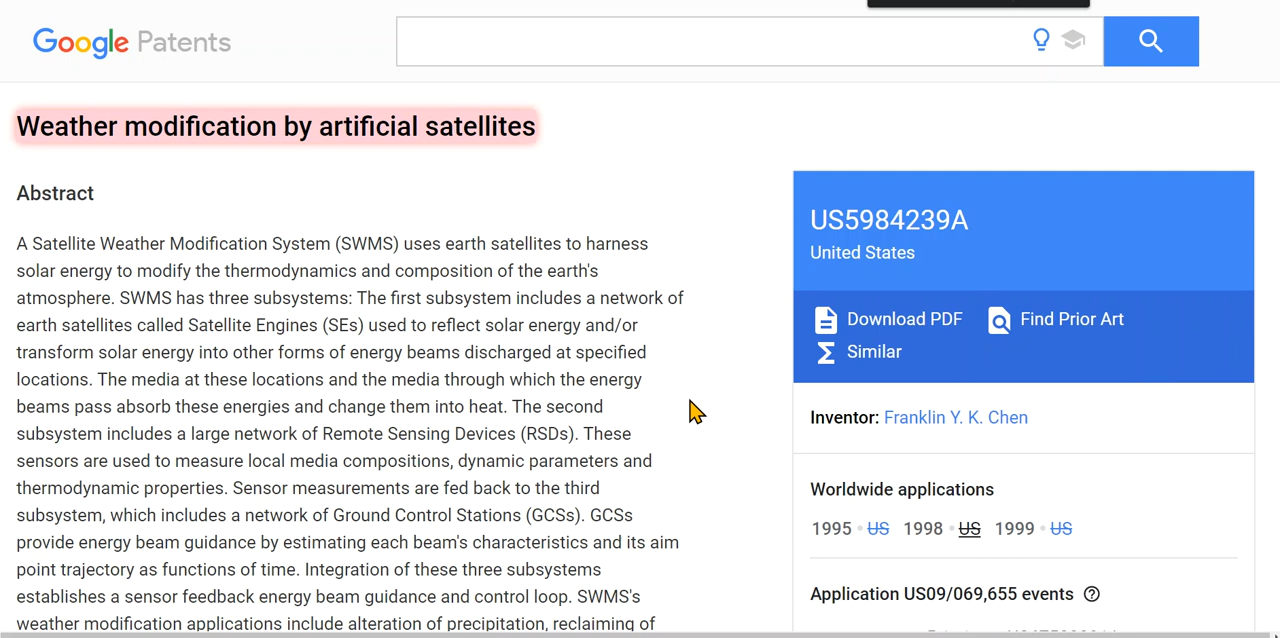 Google Patents
Weather modification by artificial satellites
Abstract
A Satellite Weather Modification System (SWMS) uses earth satellites to harness
solar energy to modify the thermodynamics and composition of the earth's
atmosphere. SWMS has three subsystems: The first subsystem includes a network of
earth satellites called Satellite Engines (SEs) used to reflect solar energy and/or
transform solar energy into other forms of energy beams discharged at specified
locations. The media at these locations and the media through which the energy
beams pass absorb these energies and change them into heat. The second
subsystem includes a large network of Remote Sensing Devices (RSDs). These
sensors are used to measure local media compositions, dynamic parameters and
thermodynamic properties. Sensor measurements are fed back to the third
subsystem, which includes a network of Ground Control Stations (GCSs). GCSs
provide energy beam guidance by estimating each beam's characteristics and its aim
point trajectory as functions of time. Integration of these three subsystems
establishes a sensor feedback energy beam guidance and control loop. SWMS's
weather modification applications include alteration of precipitation, reclaiming of
US5984239A
United States
Download PDF Find Prior Art
Similar
Inventor: Franklin Y. K. Chen
Worldwide applications
1995 • US 1998 • US 1999 • US
Application US09/069,655 events